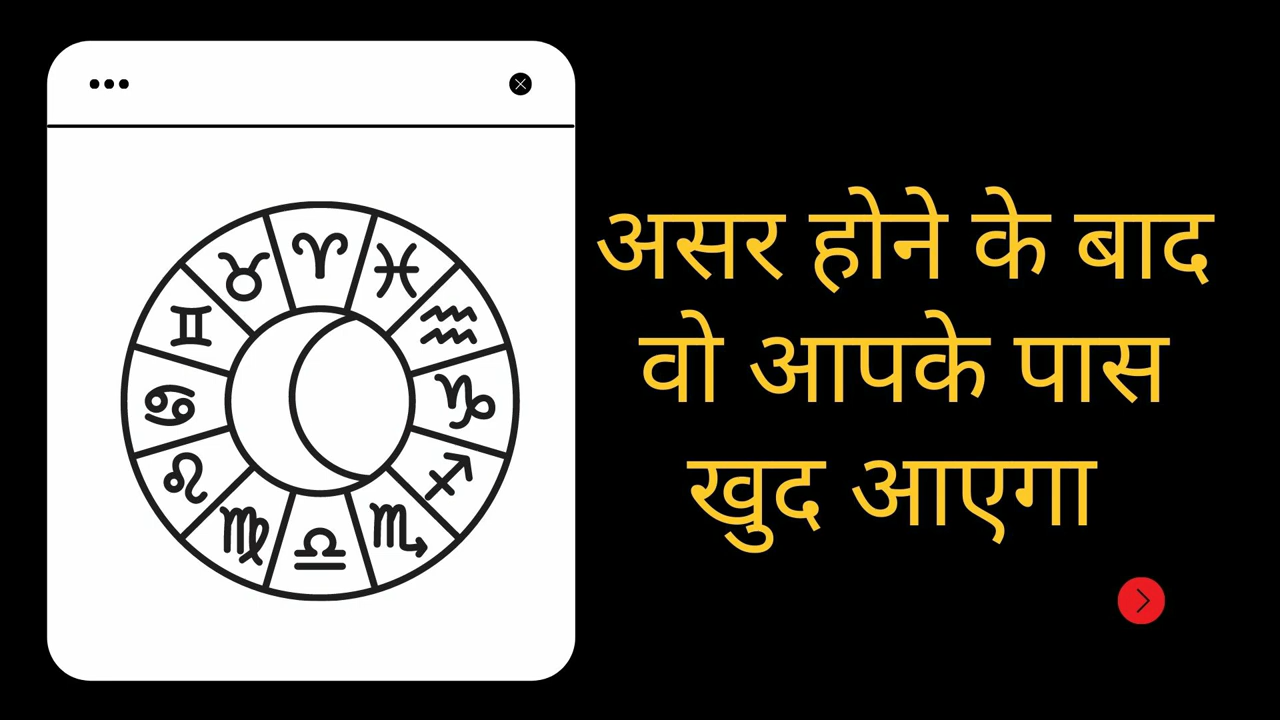 असर होने के बाद
वो आपके पास
खुद आएगा